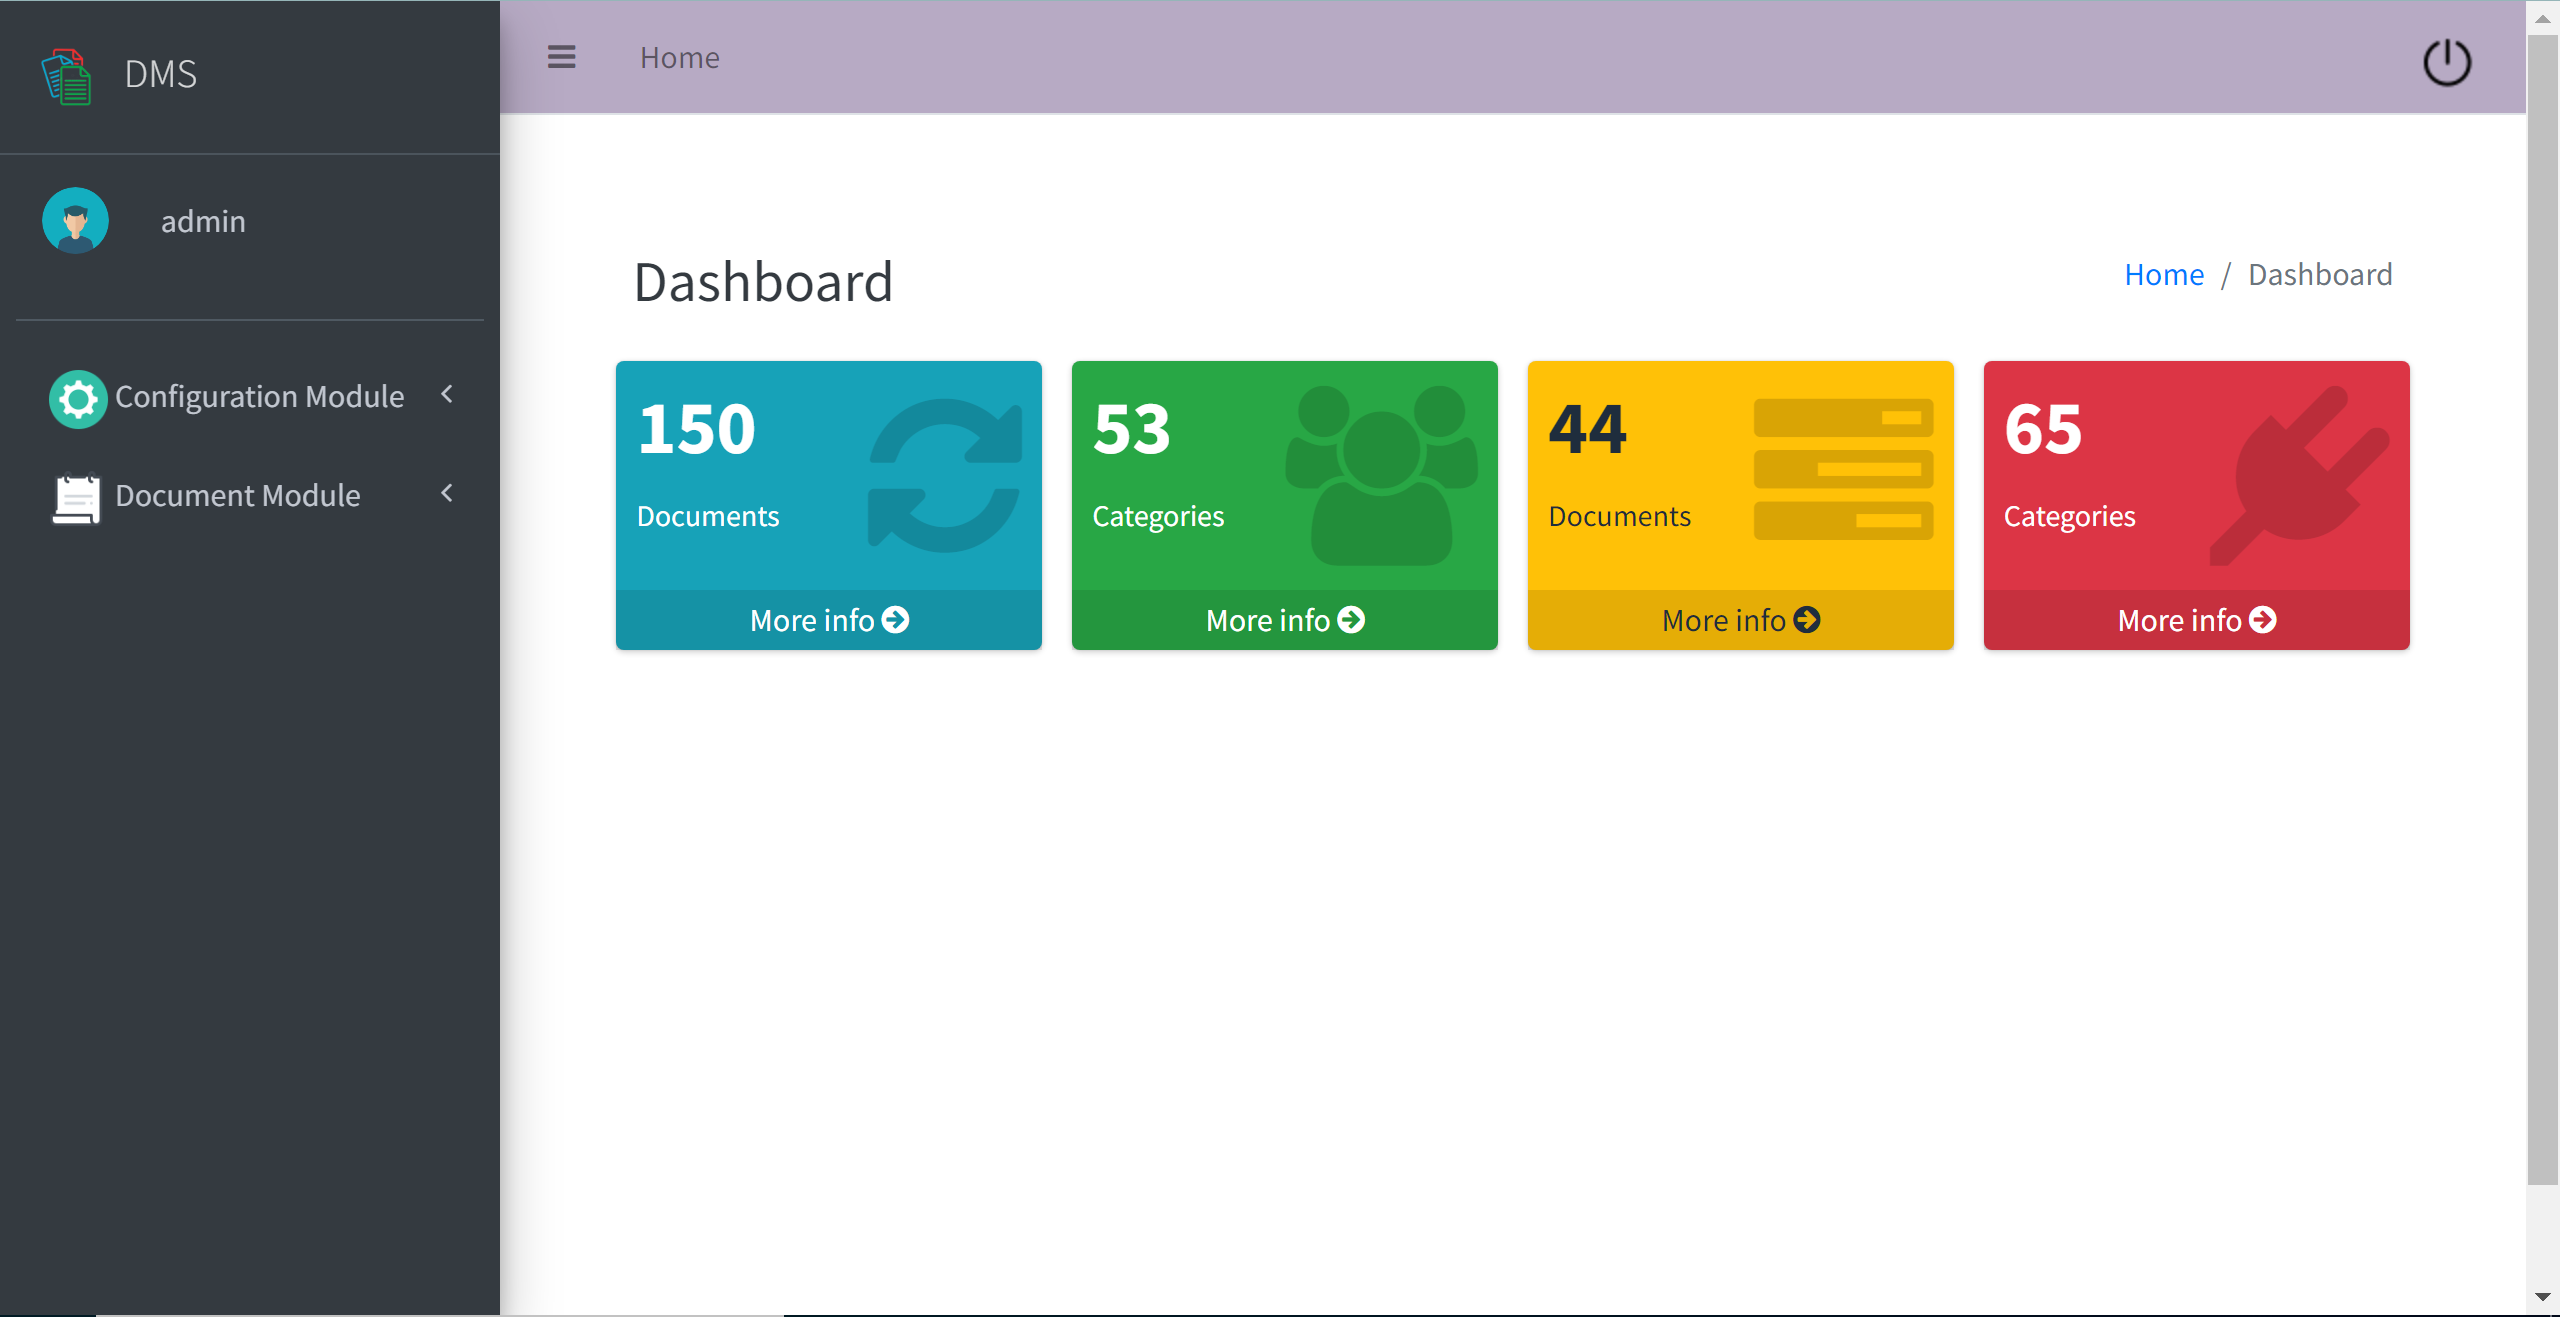 DMS
Home
admin
Dashboard
Home / Dashboard
Configuration Module
Document Module
150
Documents
More info
53
Categories
More info
44
Documents
More info
65
Categories
More info